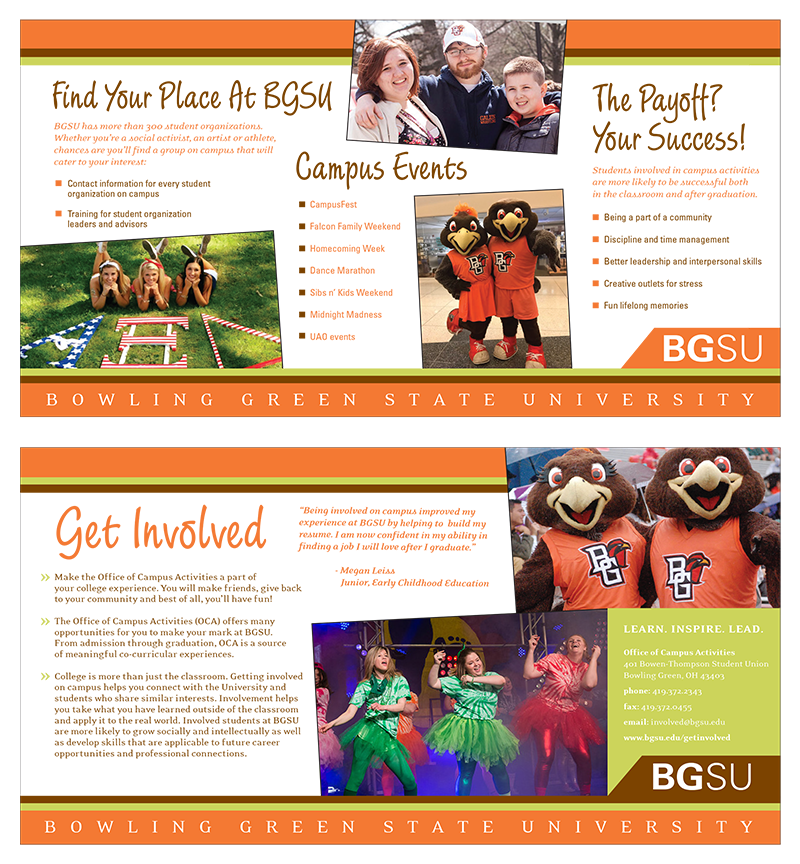 Find Your Place At BGSU
BGSU has more than 300 student organizations.
Whether you're a social activist, an artist or athlete,
chances are you'll find a group on campus that will
cater to your interest:
Contact information for every student
organization on campus
Training for student organization
leaders and advisors
Campus Events
CampusFest
Falcon Family Weekend
Homecoming Week
Dance Marathon
Sibs n' Kids Weekend
Midnight Madness
UAO events
The Payoff?
Your Success!
Students involved in campus activities
are more likely to be successful both
in the classroom and after graduation.
Being a part of a community
Discipline and time management
Better leadership and interpersonal skills
Creative outlets for stress
Fun lifelong memories
BGSU
BOWLING GREEN STATE UNIVERSITY
Get Involved
Make the Office of Campus Activities a part of
your college experience. You will make friends, give back
to your community and best of all, you'll have fun!
The Office of Campus Activities (OCA) offers many
opportunities for you to make your mark at BGSU.
From admission through graduation, OCA is a source
of meaningful co-curricular experiences.
College is more than just the classroom. Getting involved
on campus helps you connect with the University and
students who share similar interests. Involvement helps
you take what you have learned outside of the classroom
and apply it to the real world. Involved students at BGSU
are more likely to grow socially and intellectually as well
as develop skills that are applicable to future career
opportunities and professional connections.
"Being involved on campus improved my
experience at BGSU by helping to build my
resume. I am now confident in my ability in
finding a job I will love after I graduate."
- Megan Leiss
Junior, Early Childhood Education
BG
BG
LEARN. INSPIRE. LEAD.
Office of Campus Activities
401 Bowen-Thompson Student Union
Bowling Green, OH 43403
phone: 419.372.2343
fax: 419.372.0455
email: involved@bgsu.edu
www.bgsu.edu/getinvolved
BGSU
BOWLING GREEN STATE UNIVERSITY